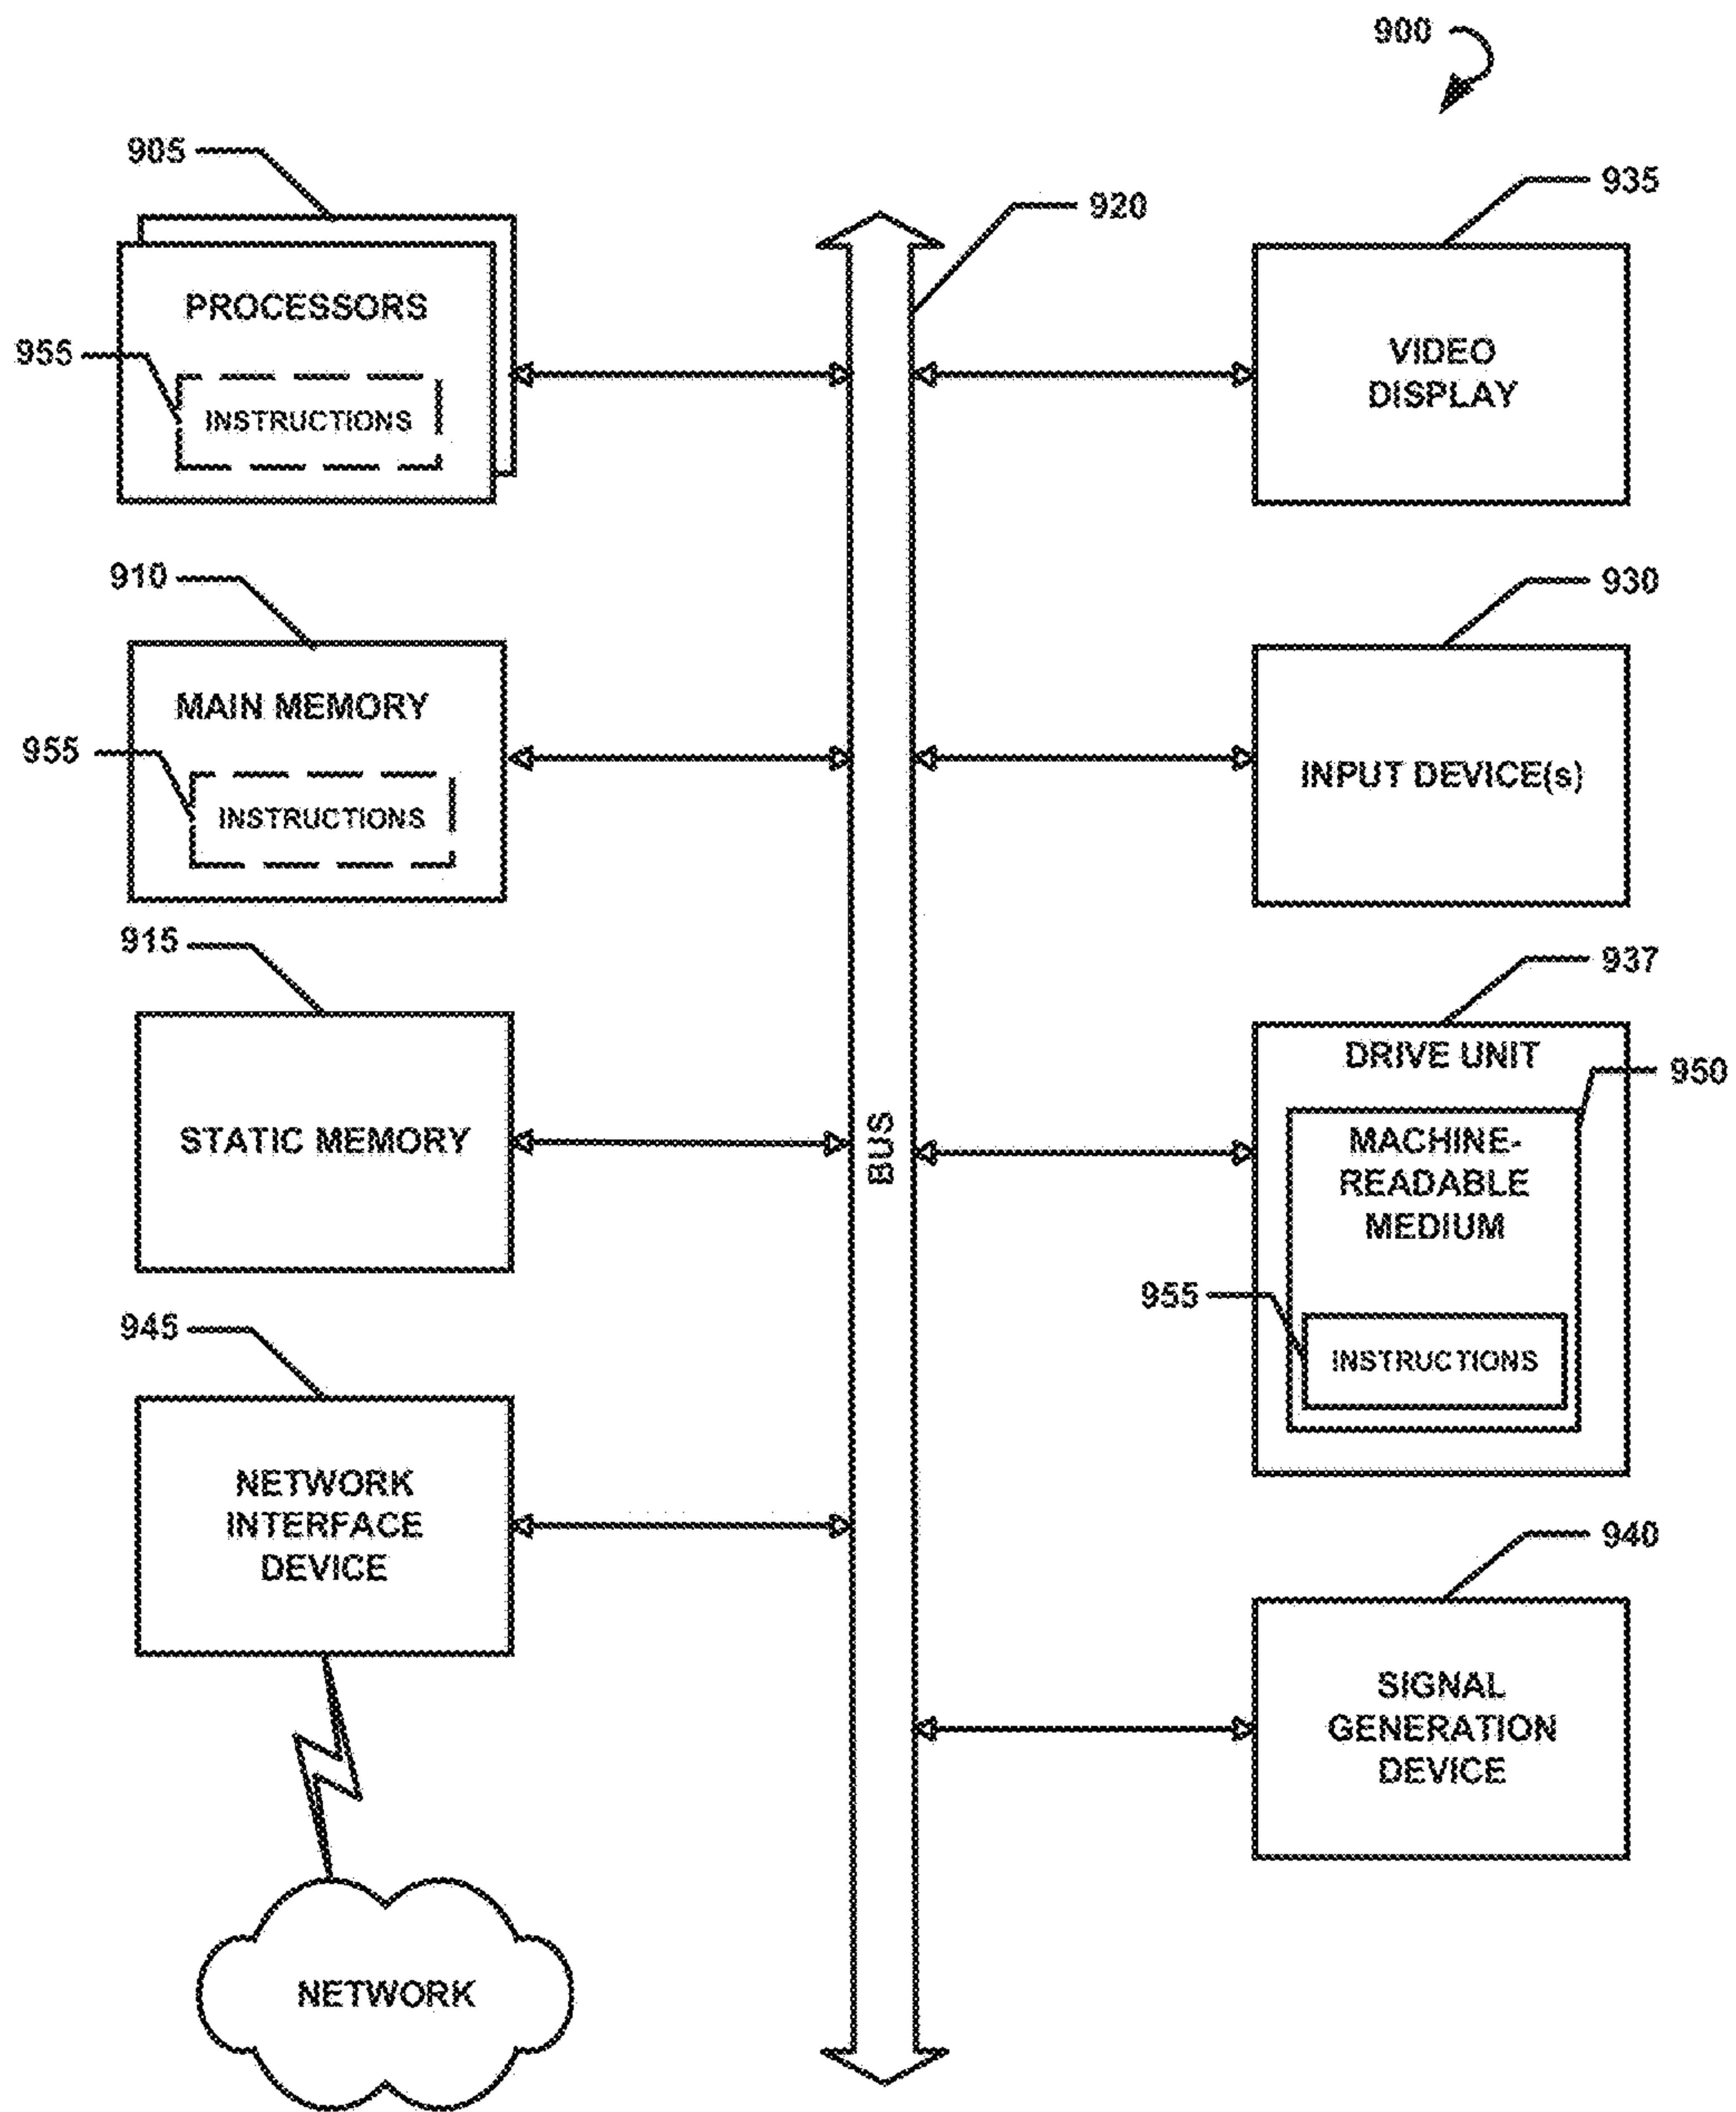 900
905
PROCESSORS
955
INSTRUCTIONS
910
MAIN MEMORY
955
INSTRUCTIONS
915
STATIC MEMORY
945
NETWORK
INTERFACE
DEVICE
NETWORK
920
BUS
935
VIDEO
DISPLAY
930
INPUT DEVICE(s)
937
DRIVE UNIT
950
MACHINE-
READABLE
MEDIUM
955
INSTRUCTIONS
940
SIGNAL
GENERATION
DEVICE